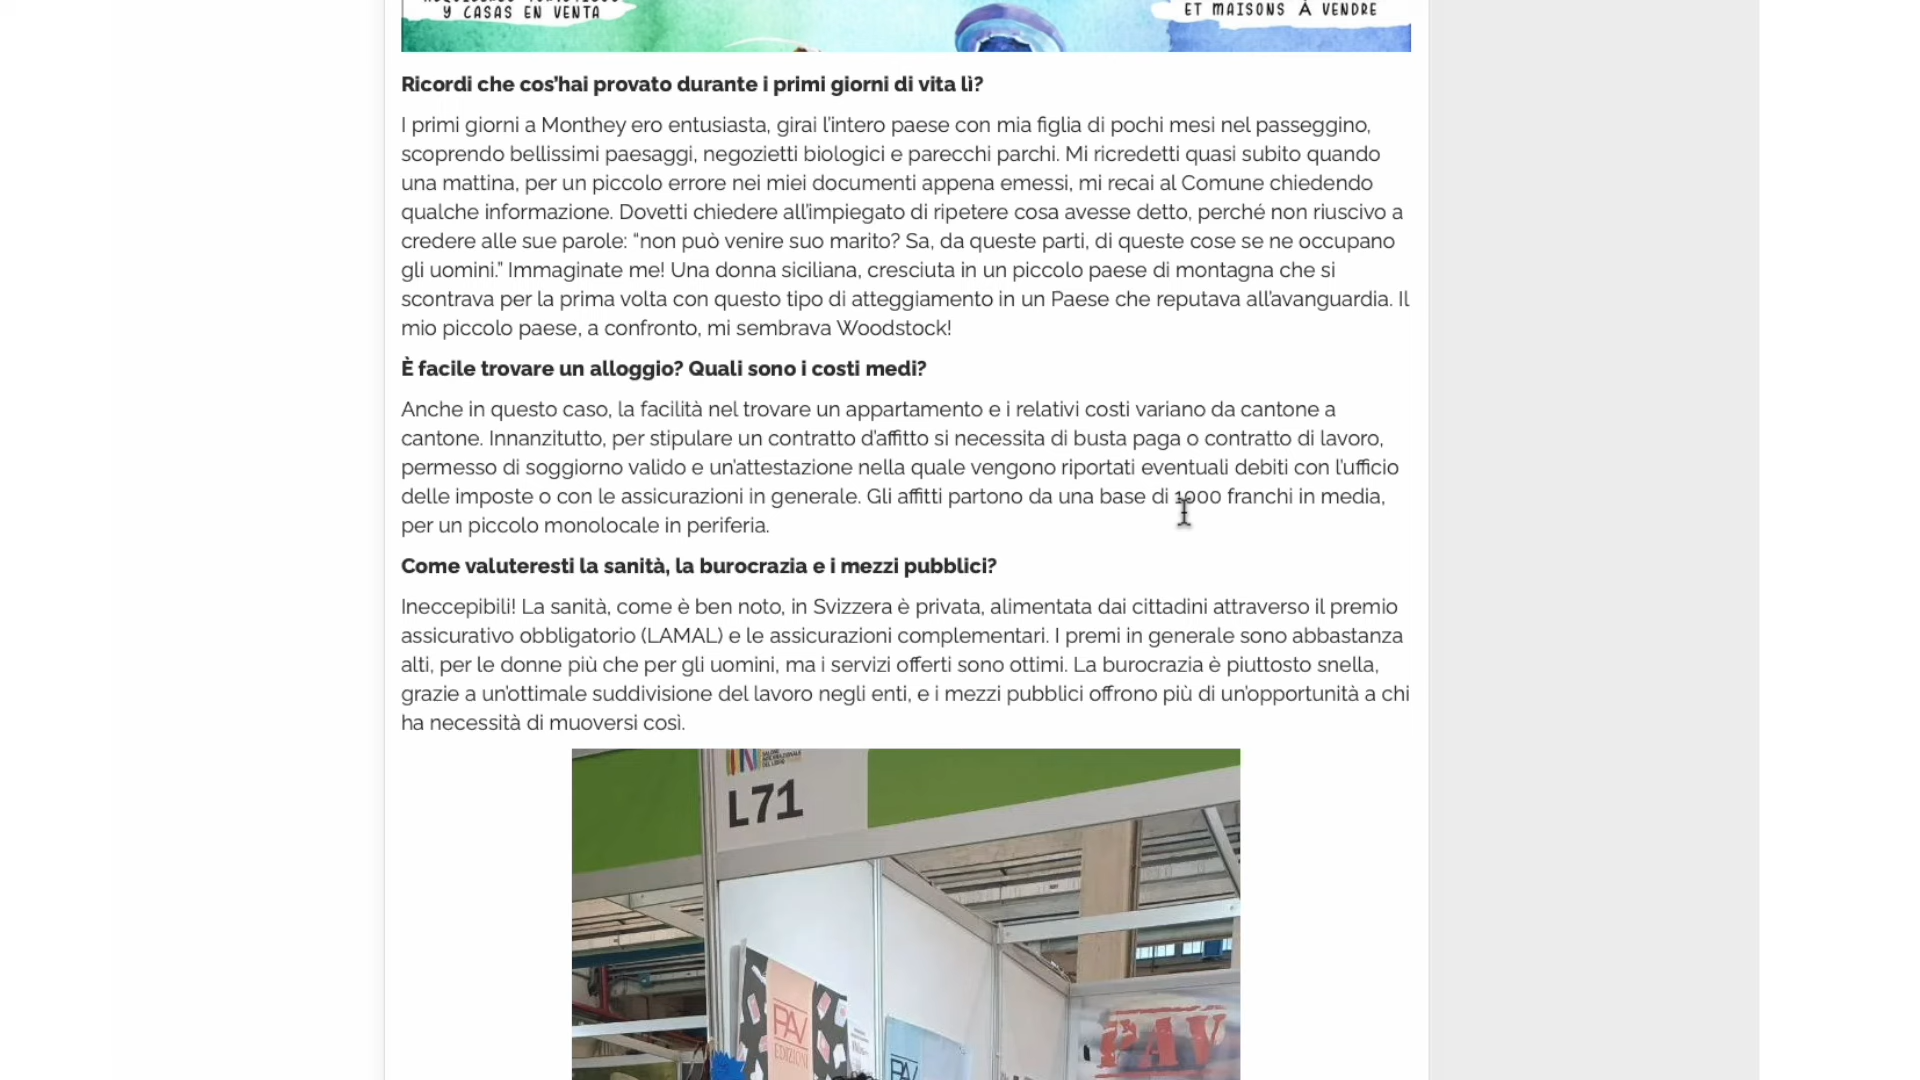 Y CASAS EN VENTA
ET MAISONS À VENDRE
Ricordi che cos'hai provato durante i primi giorni di vita lì?
I primi giorni a Monthey ero entusiasta, girai l'intero paese con mia figlia di pochi mesi nel passeggino,
scoprendo bellissimi paesaggi, negozietti biologici e parecchi parchi. Mi ricredetti quasi subito quando
una mattina, per un piccolo errore nei miei documenti appena emessi, mi recai al Comune chiedendo
qualche informazione. Dovetti chiedere all'impiegato di ripetere cosa avesse detto, perché non riuscivo a
credere alle sue parole: “non può venire suo marito? Sa, da queste parti, di queste cose se ne occupano
gli uomini.” Immaginate me! Una donna siciliana, cresciuta in un piccolo paese di montagna che si
scontrava per la prima volta con questo tipo di atteggiamento in un Paese che reputava all'avanguardia. Il
mio piccolo paese, a confronto, mi sembrava Woodstock!
È facile trovare un alloggio? Quali sono i costi medi?
Anche in questo caso, la facilità nel trovare un appartamento e i relativi costi variano da cantone a
cantone. Innanzitutto, per stipulare un contratto d'affitto si necessita di busta paga o contratto di lavoro,
permesso di soggiorno valido e un'attestazione nella quale vengono riportati eventuali debiti con l'ufficio
delle imposte o con le assicurazioni in generale. Gli affitti partono da una base di 1000 franchi in media,
per un piccolo monolocale in periferia.
Come valuteresti la sanità, la burocrazia e i mezzi pubblici?
Ineccepibili! La sanità, come è ben noto, in Svizzera è privata, alimentata dai cittadini attraverso il premio
assicurativo obbligatorio (LAMAL) e le assicurazioni complementari. I premi in generale sono abbastanza
alti, per le donne più che per gli uomini, ma i servizi offerti sono ottimi. La burocrazia è piuttosto snella,
grazie a un'ottimale suddivisione del lavoro negli enti, e i mezzi pubblici offrono più di un'opportunità a chi
ha necessità di muoversi così.
L71
PAV
EDIZIONI
PAV
PAV